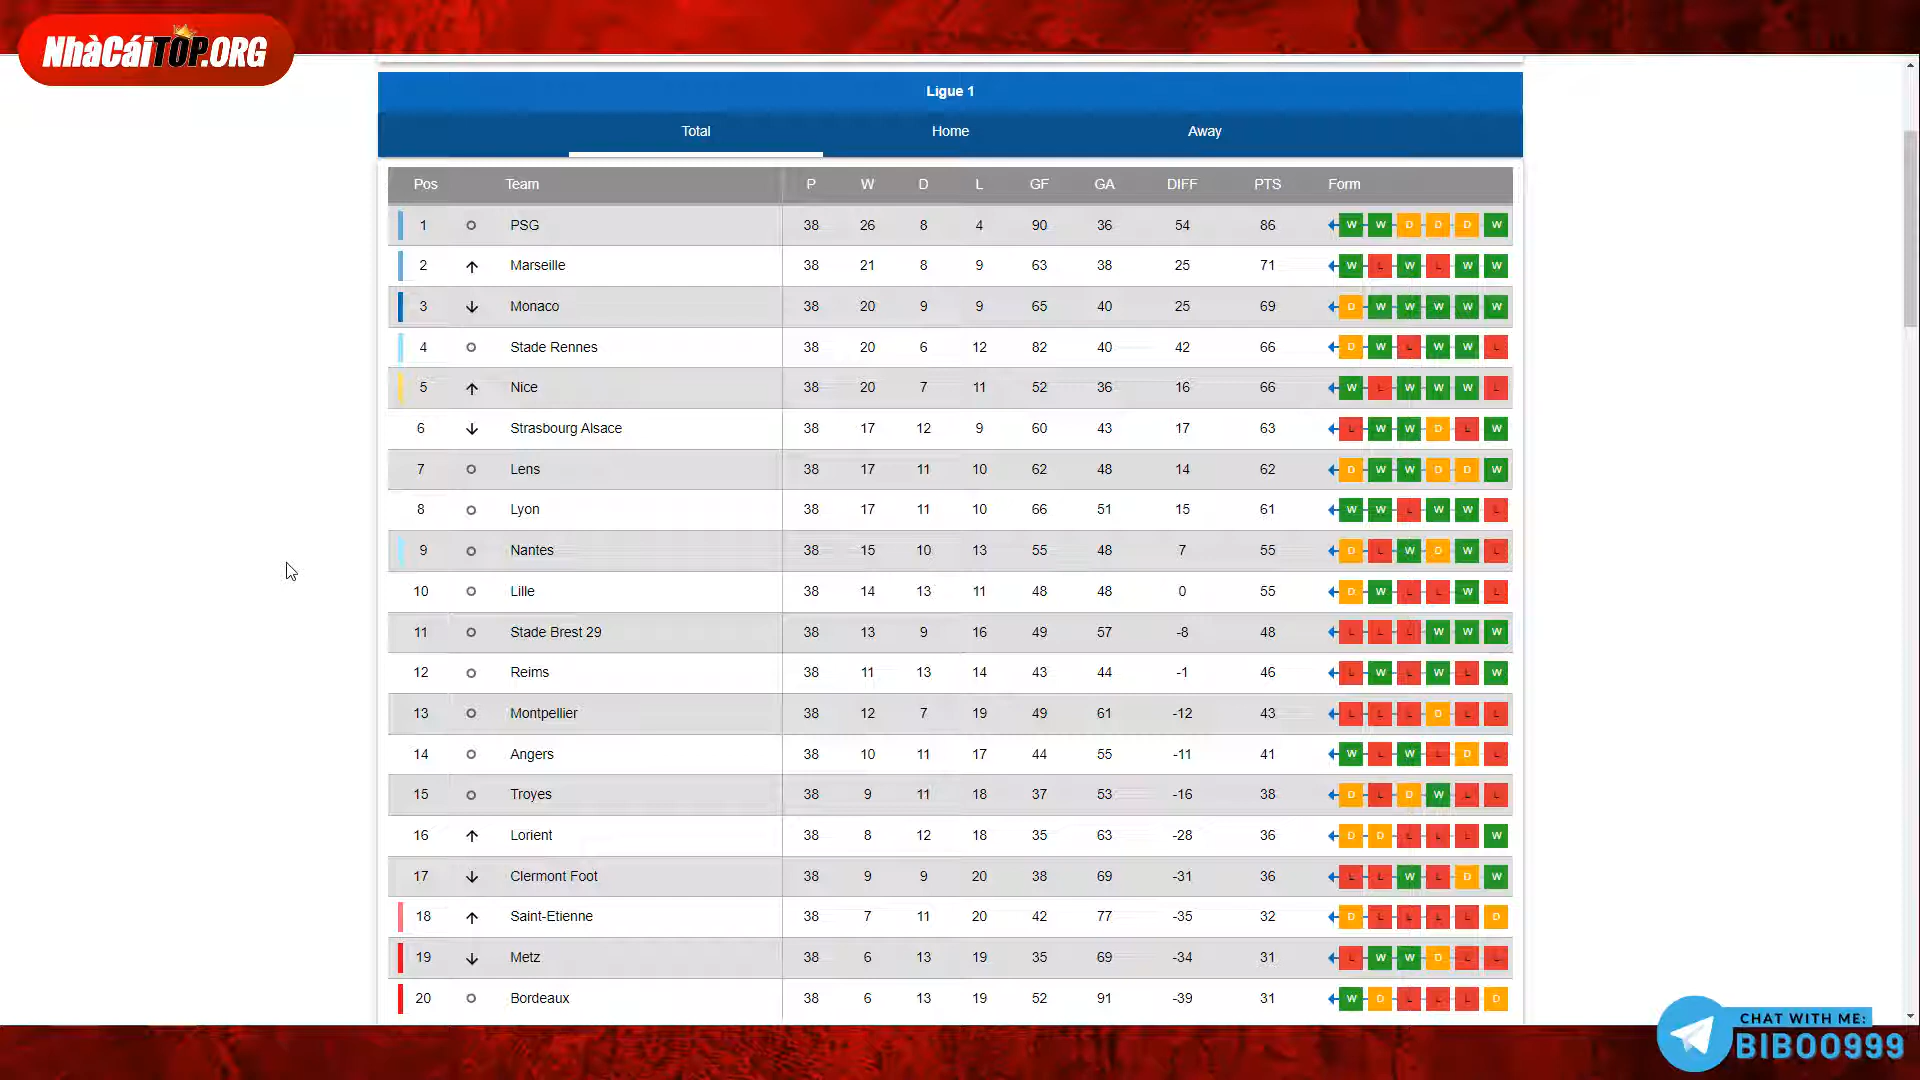 NhàCáiTOP.ORG
Ligue 1
Total Home Away
Pos Team P W D L GF GA DIFF PTS Form
1 PSG 38 26 8 4 90 36 54 86 W W D D D W
2 Marseille 38 21 8 9 63 38 25 71 W L W L W W
3 Monaco 38 20 9 9 65 40 25 69 D W W W W W
4 Stade Rennes 38 20 6 12 82 40 42 66 D W L W W L
5 Nice 38 20 7 11 52 36 16 66 W L W W W L
6 Strasbourg Alsace 38 17 12 9 60 43 17 63 L W W D L W
7 Lens 38 17 11 10 62 48 14 62 D W W D D W
8 Lyon 38 17 11 10 66 51 15 61 W W L W W L
9 Nantes 38 15 10 13 55 48 7 55 D L W D W L
10 Lille 38 14 13 11 48 48 0 55 D W L L W L
11 Stade Brest 29 38 13 9 16 49 57 -8 48 L L L W W W
12 Reims 38 11 13 14 43 44 -1 46 L W L W L W
13 Montpellier 38 12 7 19 49 61 -12 43 L L L D L L
14 Angers 38 10 11 17 44 55 -11 41 W L W L D L
15 Troyes 38 9 11 18 37 53 -16 38 D L D W L L
16 Lorient 38 8 12 18 35 63 -28 36 D D L L L W
17 Clermont Foot 38 9 9 20 38 69 -31 36 L L W L D W
18 Saint-Etienne 38 7 11 20 42 77 -35 32 D L L L L D
19 Metz 38 6 13 19 35 69 -34 31 L W W D L L
20 Bordeaux 38 6 13 19 52 91 -39 31 W D L L L D
CHAT WITH ME:
BIBOO999